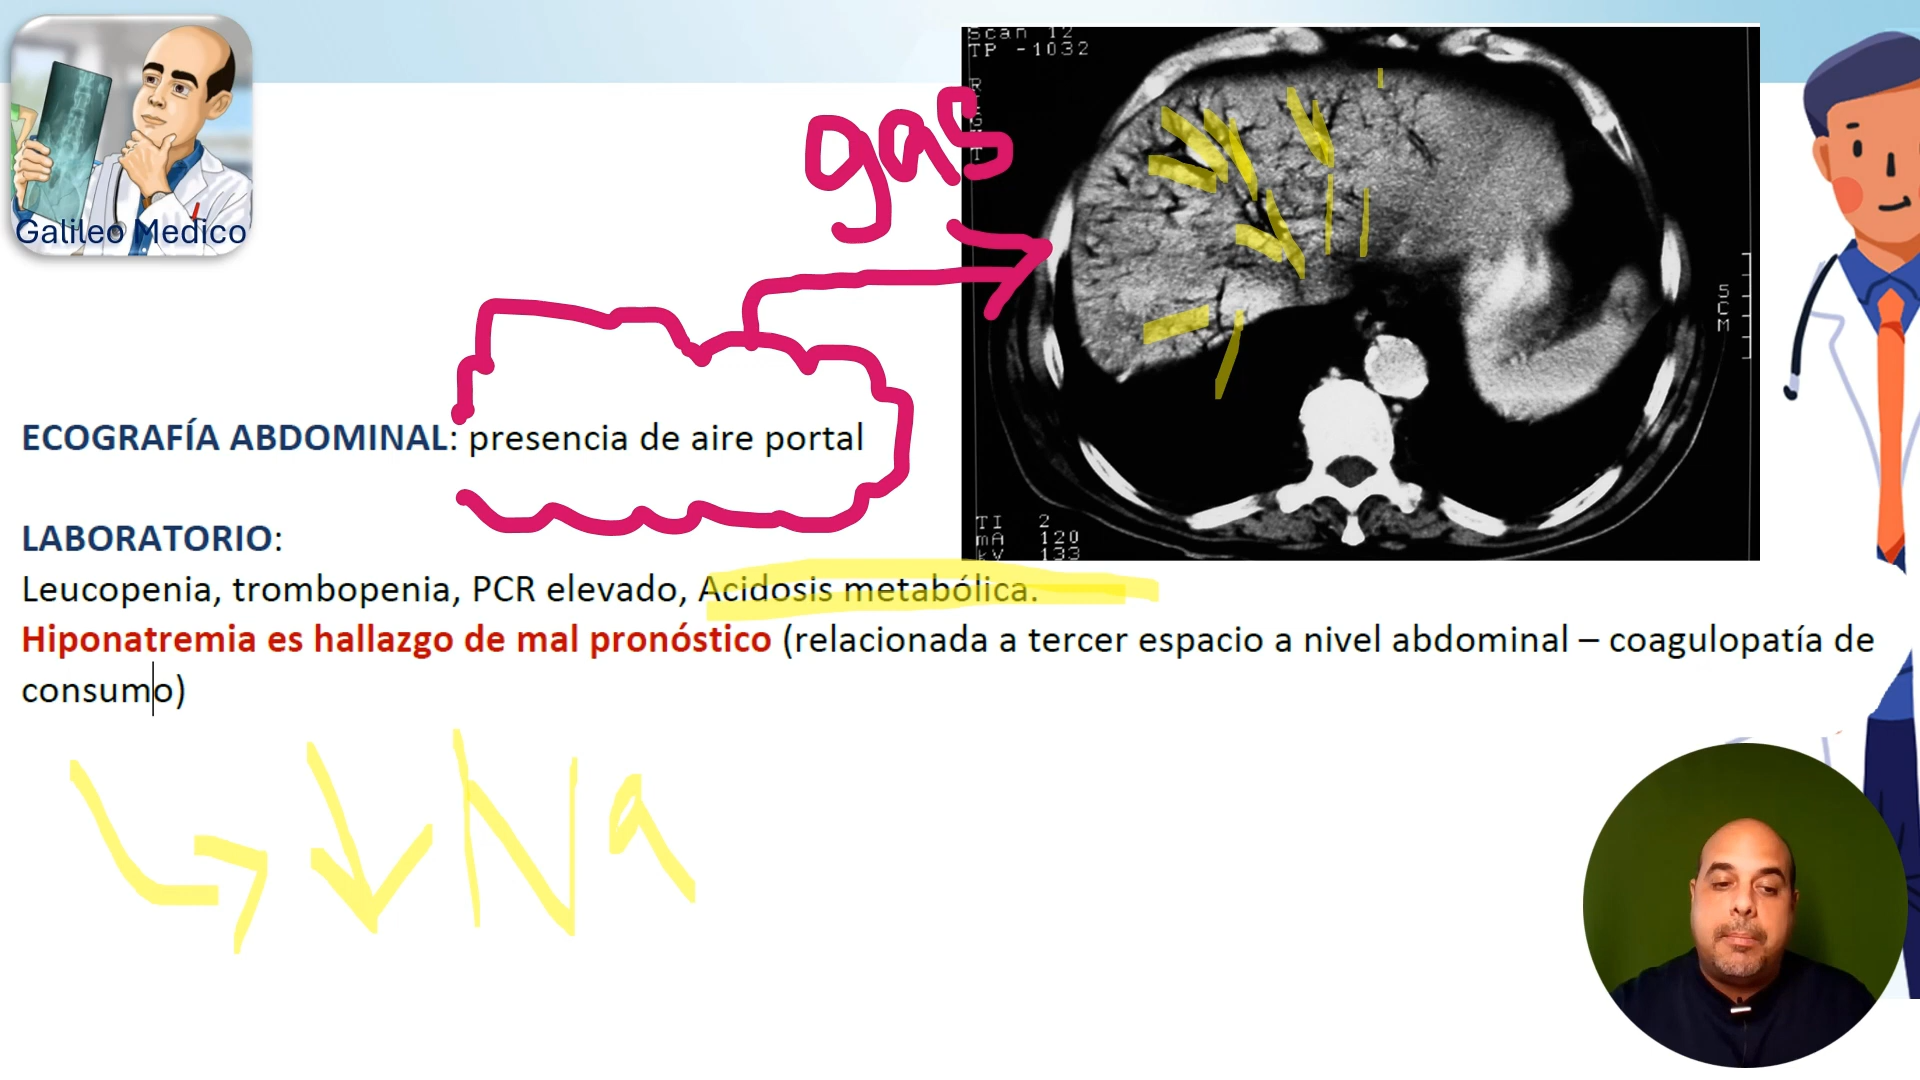 Galileo Medico
Scan 12
TP -1032
RIGHT
gas
5
CM
TI 2
mA 120
kV 133
ECOGRAFÍA ABDOMINAL: presencia de aire portal
LABORATORIO:
Leucopenia, trombopenia, PCR elevado, Acidosis metabólica.
Hiponatremia es hallazgo de mal pronóstico (relacionada a tercer espacio a nivel abdominal – coagulopatía de
consumo)
↓ Na